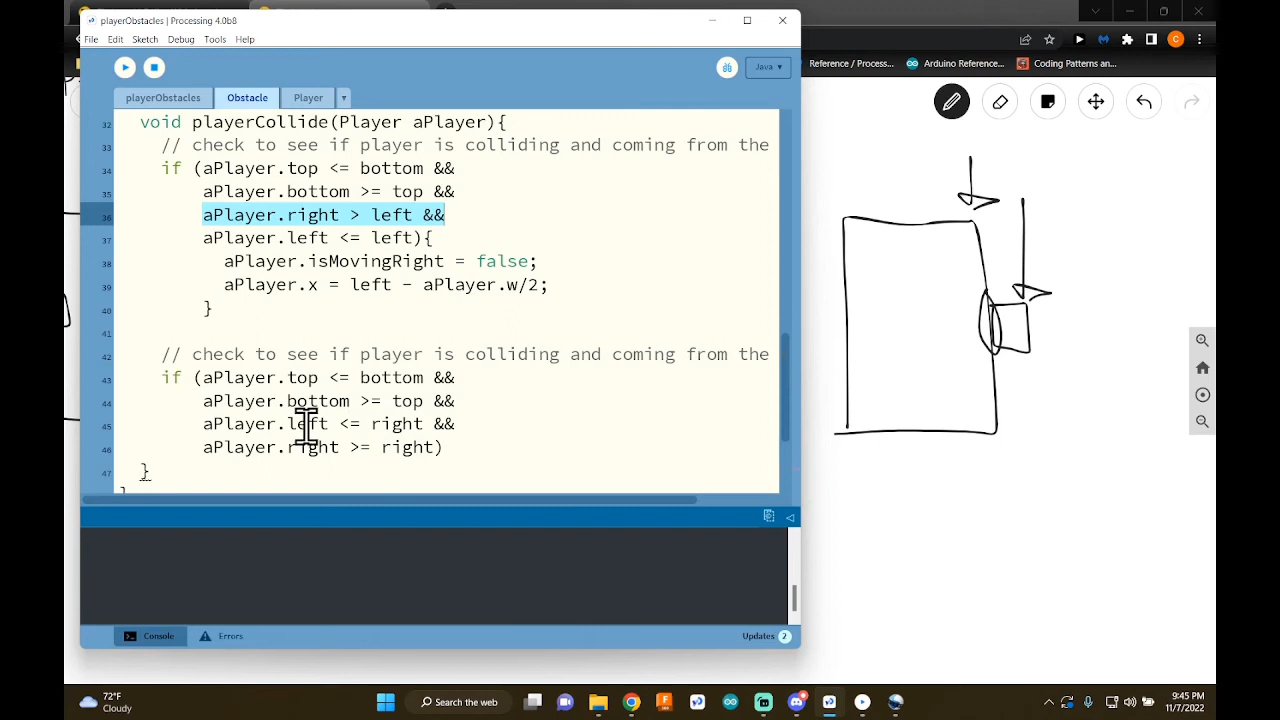 playerObstacles | Processing 4.0b8
File Edit Sketch Debug Tools Help
Java ▾
playerObstacles Obstacle Player
32 void playerCollide(Player aPlayer){
33 // check to see if player is colliding and coming from the
34 if (aPlayer.top <= bottom &&
35 aPlayer.bottom >= top &&
36 aPlayer.right > left &&
37 aPlayer.left <= left){
38 aPlayer.isMovingRight = false;
39 aPlayer.x = left - aPlayer.w/2;
40 }
41
42 // check to see if player is colliding and coming from the
43 if (aPlayer.top <= bottom &&
44 aPlayer.bottom >= top &&
45 aPlayer.left <= right &&
46 aPlayer.right >= right)
47 }
Console Errors Updates 2
Reference / Process... Arduino Reference... Coding Patterns an...
C
72°F
Cloudy
Search the web
9:45 PM
11/7/2022